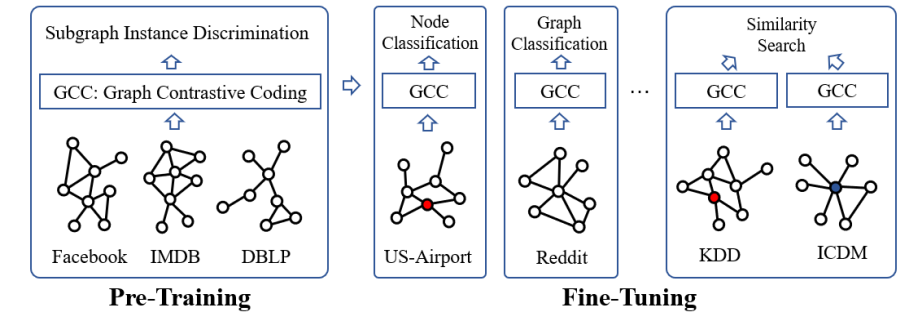 Subgraph Instance Discrimination
GCC: Graph Contrastive Coding
Facebook IMDB DBLP
Pre-Training
Node
Classification
GCC
US-Airport
Graph
Classification
GCC
Reddit
...
Similarity
Search
GCC GCC
KDD ICDM
Fine-Tuning